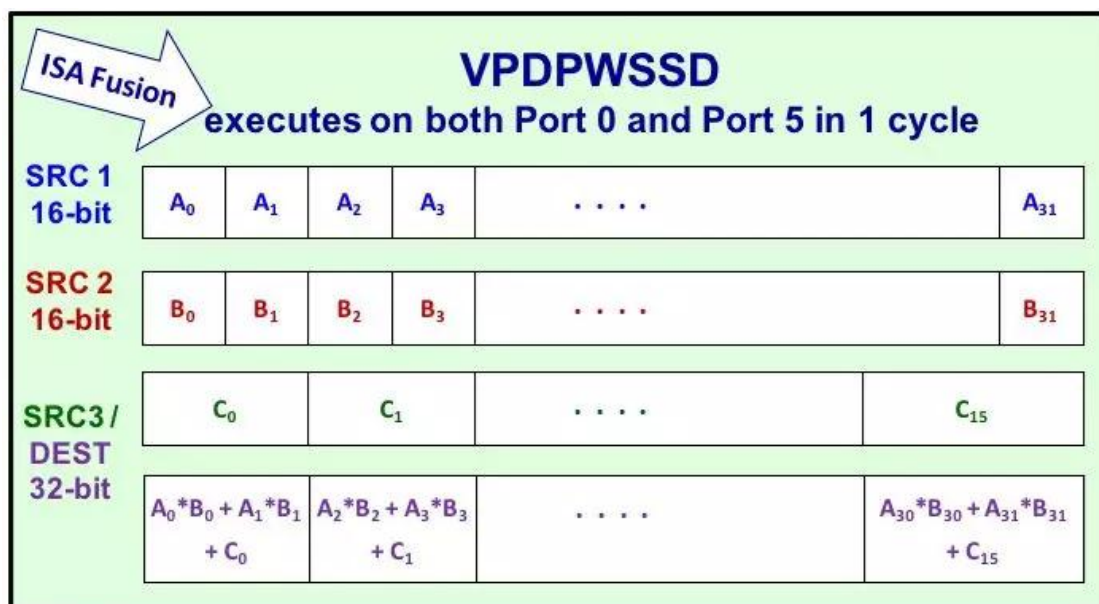 ISA Fusion
VPDPWSSD
executes on both Port 0 and Port 5 in 1 cycle
SRC 1
16-bit
A₀ A₁ A₂ A₃ . . . . A₃₁
SRC 2
16-bit
B₀ B₁ B₂ B₃ . . . . B₃₁
SRC3 /
DEST
32-bit
C₀ C₁ . . . . C₁₅
A₀*B₀ + A₁*B₁ A₂*B₂ + A₃*B₃ . . . . A₃₀*B₃₀ + A₃₁*B₃₁
+ C₀ + C₁ + C₁₅